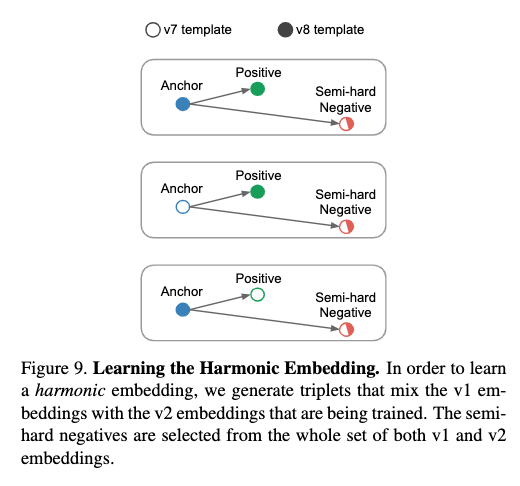 v7 template
v8 template
Anchor
Positive
Semi-hard
Negative
Anchor
Positive
Semi-hard
Negative
Anchor
Positive
Semi-hard
Negative
Figure 9. Learning the Harmonic Embedding. In order to learn
a harmonic embedding, we generate triplets that mix the v1 em-
beddings with the v2 embeddings that are being trained. The semi-
hard negatives are selected from the whole set of both v1 and v2
embeddings.